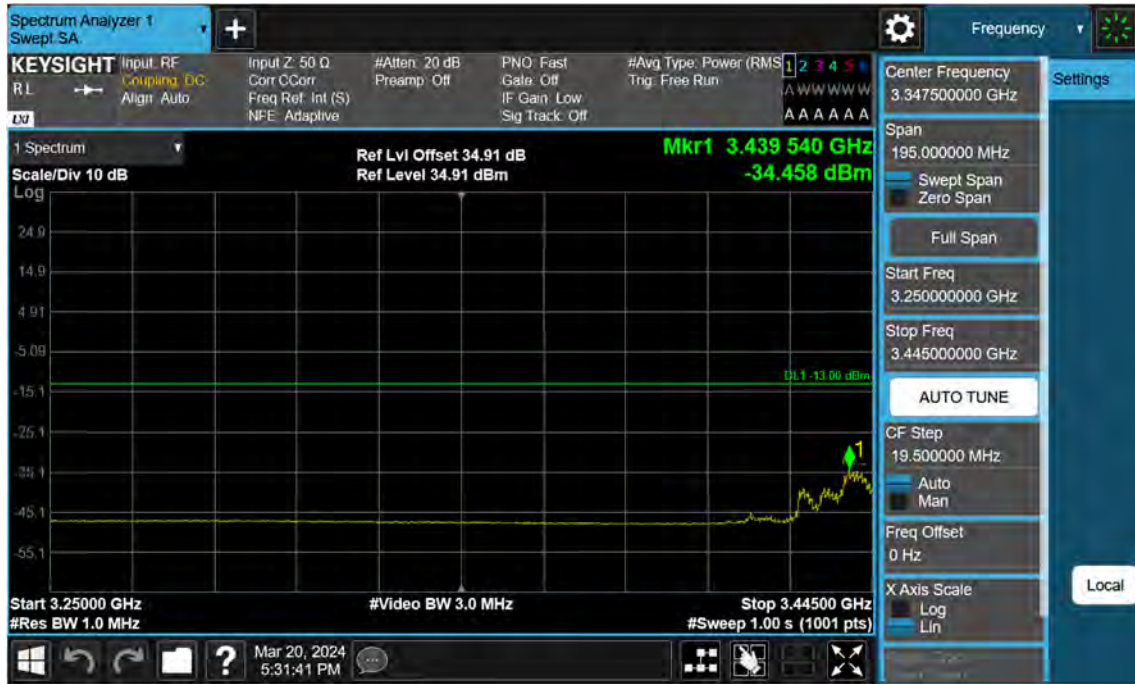 Spectrum Analyzer 1
Swept SA
+
Frequency
KEYSIGHT
RL
LXI
Input: RF
Coupling: DC
Align: Auto
Input Z: 50 Ω
Corr CCorr
Freq Ref: Int (S)
NFE: Adaptive
#Atten: 20 dB
Preamp: Off
PNO: Fast
Gate: Off
IF Gain: Low
Sig Track: Off
#Avg Type: Power (RMS
Trig: Free Run
1 2 3 4 5 6
A W W W W W
A A A A A A
1 Spectrum
Scale/Div 10 dB
Ref Lvl Offset 34.91 dB
Ref Level 34.91 dBm
Mkr1 3.439 540 GHz
-34.458 dBm
Log
24.9
14.9
4.91
-5.09
DL1 -13.00 dBm
-15.1
-25.1
1
-35.1
-45.1
-55.1
Start 3.25000 GHz
#Res BW 1.0 MHz
#Video BW 3.0 MHz
Stop 3.44500 GHz
#Sweep 1.00 s (1001 pts)
?
Mar 20, 2024
5:31:41 PM
Center Frequency
3.347500000 GHz
Span
195.000000 MHz
Swept Span
Zero Span
Full Span
Start Freq
3.250000000 GHz
Stop Freq
3.445000000 GHz
AUTO TUNE
CF Step
19.500000 MHz
Auto
Man
Freq Offset
0 Hz
X Axis Scale
Log
Lin
Settings
Local